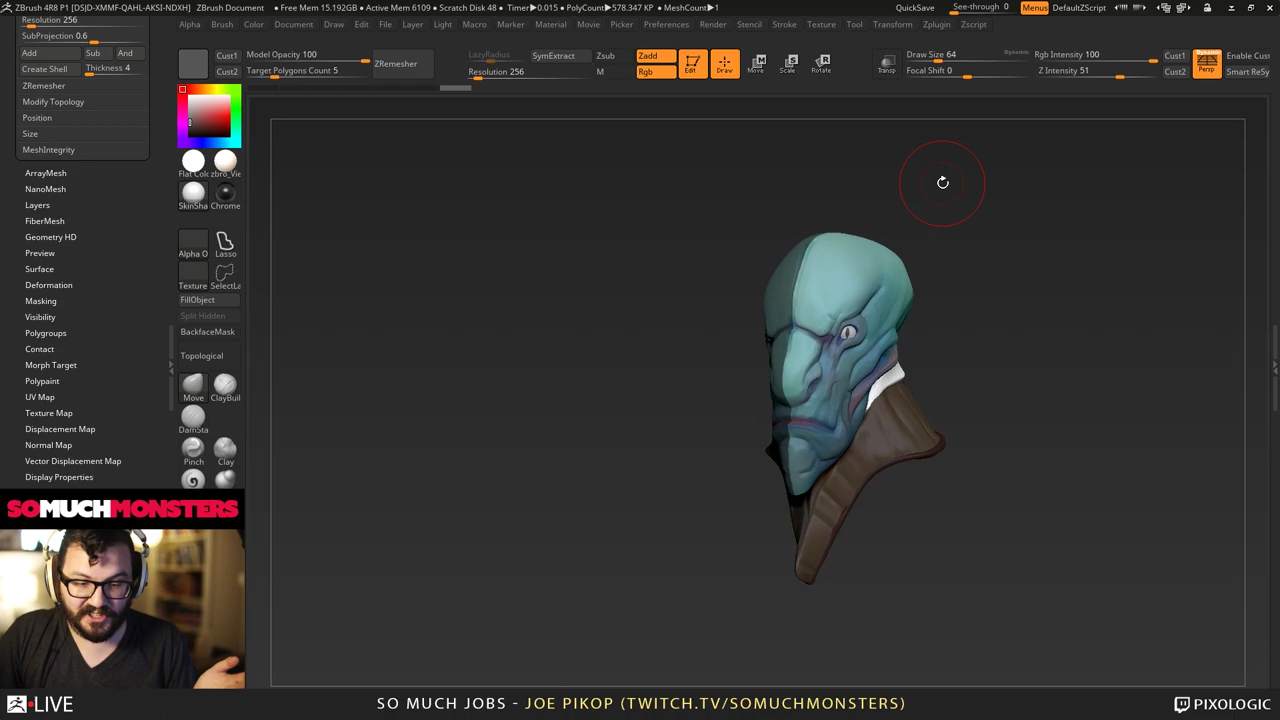 ZBrush 4R8 P1 [DSJD-XMMF-QAHL-AKSI-NDXH] ZBrush Document • Free Mem 15.192GB • Active Mem 6109 • Scratch Disk 48 • Timer▸0.015 • PolyCount▸578.347 KP • MeshCount▸1 QuickSave See-through 0 Menus DefaultZScript
Alpha Brush Color Document Draw Edit File Layer Light Macro Marker Material Movie Picker Preferences Render Stencil Stroke Texture Tool Transform Zplugin Zscript
Resolution 256
SubProjection 0.6
Add Sub And
Create Shell Thickness 4
ZRemesher
Modify Topology
Position
Size
MeshIntegrity
ArrayMesh
NanoMesh
Layers
FiberMesh
Geometry HD
Preview
Surface
Deformation
Masking
Visibility
Polygroups
Contact
Morph Target
Polypaint
UV Map
Texture Map
Displacement Map
Normal Map
Vector Displacement Map
Display Properties
Cust1
Cust2
Model Opacity 100
Target Polygons Count 5
ZRemesher
LazyRadius
Resolution 256
SymExtract
Zsub
M
Zadd
Rgb
Edit
Draw
Move
Scale
Rotate
Transp
Draw Size 64
Dynamic
Focal Shift 0
Rgb Intensity 100
Z Intensity 51
Cust1
Cust2
Dynamic
Persp
Enable Cus
Smart ReSy
Flat Colo zbro_Vie
SkinSha Chrome
Alpha O Lasso
Texture SelectLa
FillObject
Split Hidden
BackfaceMask
Topological
Move ClayBuil
DamSta
Pinch Clay
SOMUCHMONSTERS
LIVE
SO MUCH JOBS - JOE PIKOP (TWITCH.TV/SOMUCHMONSTERS)
PIXOLOGIC